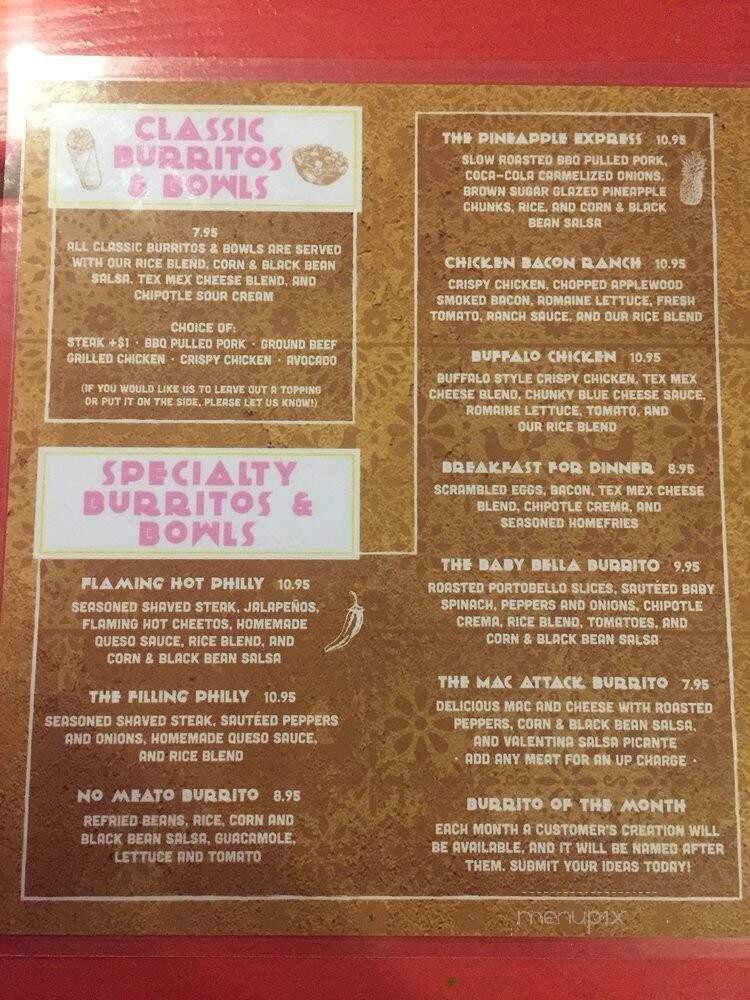 CLASSIC
BURRITOS
& BOWLS
7.95
ALL CLASSIC BURRITOS & BOWLS ARE SERVED
WITH OUR RICE BLEND, CORN & BLACK BEAN
SALSA, TEX MEX CHEESE BLEND, AND
CHIPOTLE SOUR CREAM
CHOICE OF:
STEAK +$1 · BBQ PULLED PORK · GROUND BEEF
GRILLED CHICKEN · CRISPY CHICKEN · AVOCADO
(IF YOU WOULD LIKE US TO LEAVE OUT A TOPPING
OR PUT IT ON THE SIDE, PLEASE LET US KNOW!)
SPECIALTY
BURRITOS &
BOWLS
FLAMING HOT PHILLY 10.95
SEASONED SHAVED STEAK, JALAPEÑOS,
FLAMING HOT CHEETOS, HOMEMADE
QUESO SAUCE, RICE BLEND, AND
CORN & BLACK BEAN SALSA
THE FILLING PHILLY 10.95
SEASONED SHAVED STEAK, SAUTÉED PEPPERS
AND ONIONS, HOMEMADE QUESO SAUCE,
AND RICE BLEND
NO MEATO BURRITO 8.95
REFRIED BEANS, RICE, CORN AND
BLACK BEAN SALSA, GUACAMOLE,
LETTUCE AND TOMATO
THE PINEAPPLE EXPRESS 10.95
SLOW ROASTED BBQ PULLED PORK,
COCA-COLA CARMELIZED ONIONS,
BROWN SUGAR GLAZED PINEAPPLE
CHUNKS, RICE, AND CORN & BLACK
BEAN SALSA
CHICKEN BACON RANCH 10.95
CRISPY CHICKEN, CHOPPED APPLEWOOD
SMOKED BACON, ROMAINE LETTUCE, FRESH
TOMATO, RANCH SAUCE, AND OUR RICE BLEND
BUFFALO CHICKEN 10.95
BUFFALO STYLE CRISPY CHICKEN, TEX MEX
CHEESE BLEND, CHUNKY BLUE CHEESE SAUCE,
ROMAINE LETTUCE, TOMATO, AND
OUR RICE BLEND
BREAKFAST FOR DINNER 8.95
SCRAMBLED EGGS, BACON, TEX MEX CHEESE
BLEND, CHIPOTLE CREMA, AND
SEASONED HOMEFRIES
THE BABY BELLA BURRITO 9.95
ROASTED PORTOBELLO SLICES, SAUTÉED BABY
SPINACH, PEPPERS AND ONIONS, CHIPOTLE
CREMA, RICE BLEND, TOMATOES, AND
CORN & BLACK BEAN SALSA
THE MAC ATTACK BURRITO 7.95
DELICIOUS MAC AND CHEESE WITH ROASTED
PEPPERS, CORN & BLACK BEAN SALSA,
AND VALENTINA SALSA PICANTE
· ADD ANY MEAT FOR AN UP CHARGE ·
BURRITO OF THE MONTH
EACH MONTH A CUSTOMER'S CREATION WILL
BE AVAILABLE, AND IT WILL BE NAMED AFTER
THEM. SUBMIT YOUR IDEAS TODAY!
menupix